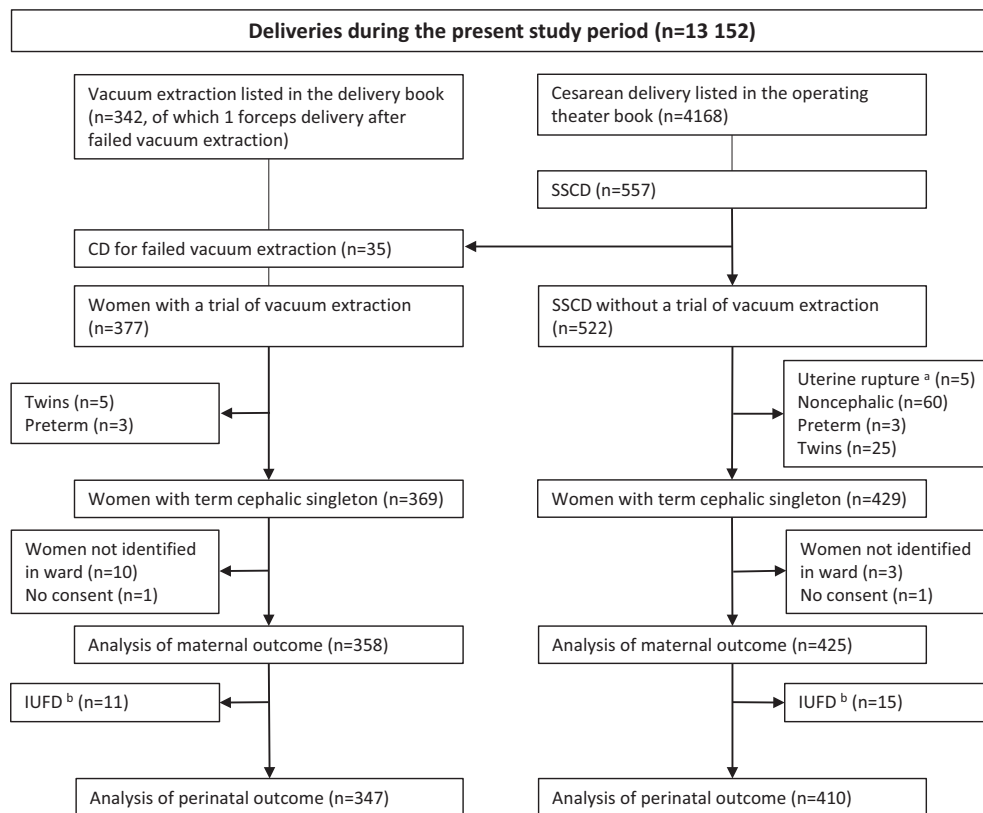 Deliveries during the present study period (n=13 152)
Vacuum extraction listed in the delivery book
(n=342, of which 1 forceps delivery after
failed vacuum extraction)
Cesarean delivery listed in the operating
theater book (n=4168)
SSCD (n=557)
CD for failed vacuum extraction (n=35)
Women with a trial of vacuum extraction
(n=377)
SSCD without a trial of vacuum extraction
(n=522)
Twins (n=5)
Preterm (n=3)
Uterine rupture ᵃ (n=5)
Noncephalic (n=60)
Preterm (n=3)
Twins (n=25)
Women with term cephalic singleton (n=369)
Women with term cephalic singleton (n=429)
Women not identified
in ward (n=10)
No consent (n=1)
Women not identified
in ward (n=3)
No consent (n=1)
Analysis of maternal outcome (n=358)
Analysis of maternal outcome (n=425)
IUFD ᵇ (n=11)
IUFD ᵇ (n=15)
Analysis of perinatal outcome (n=347)
Analysis of perinatal outcome (n=410)